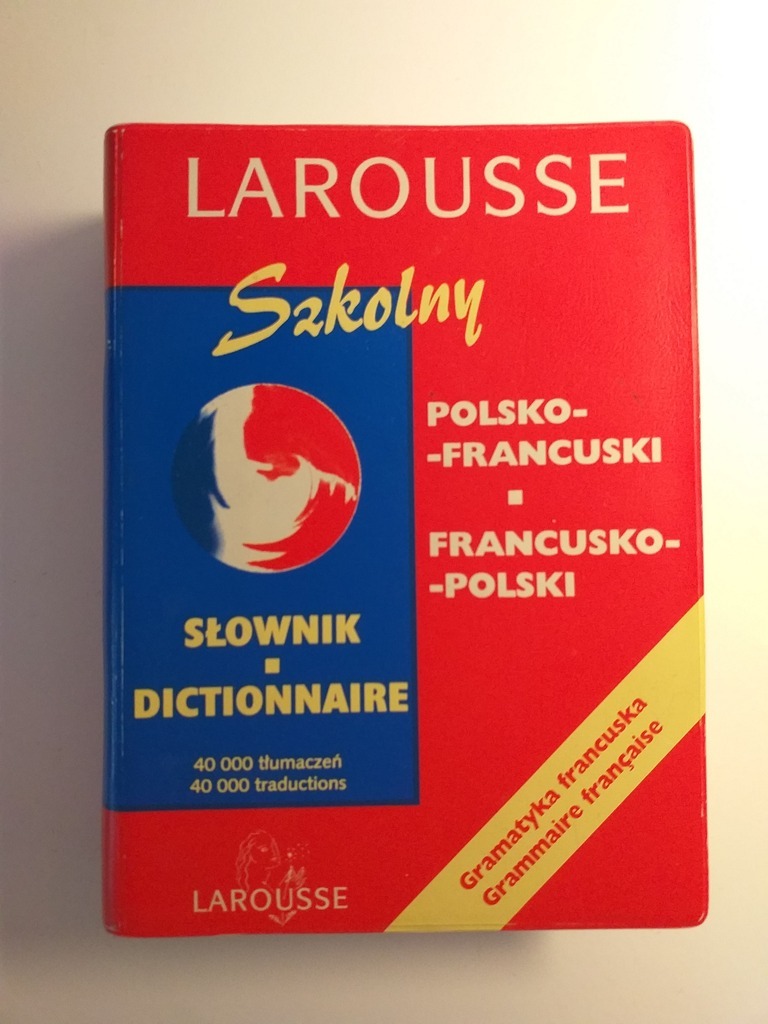 LAROUSSE
Szkolny
POLSKO-
-FRANCUSKI
▪
FRANCUSKO-
-POLSKI
SŁOWNIK
▪
DICTIONNAIRE
40 000 tłumaczeń
40 000 traductions
Gramatyka francuska
Grammaire française
LAROUSSE